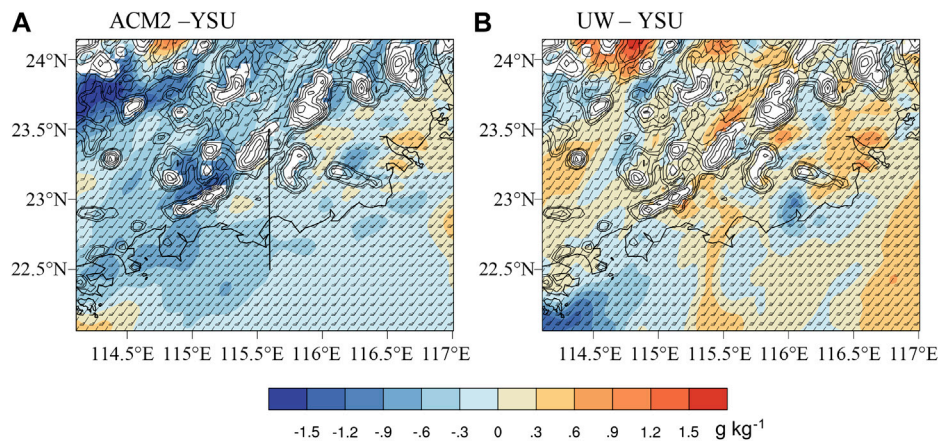 A ACM2 –YSU
B UW – YSU
24°N
23.5°N
23°N
22.5°N
114.5°E 115°E 115.5°E 116°E 116.5°E 117°E
24°N
23.5°N
23°N
22.5°N
114.5°E 115°E 115.5°E 116°E 116.5°E 117°E
-1.5 -1.2 -.9 -.6 -.3 0 .3 .6 .9 1.2 1.5 g kg-1